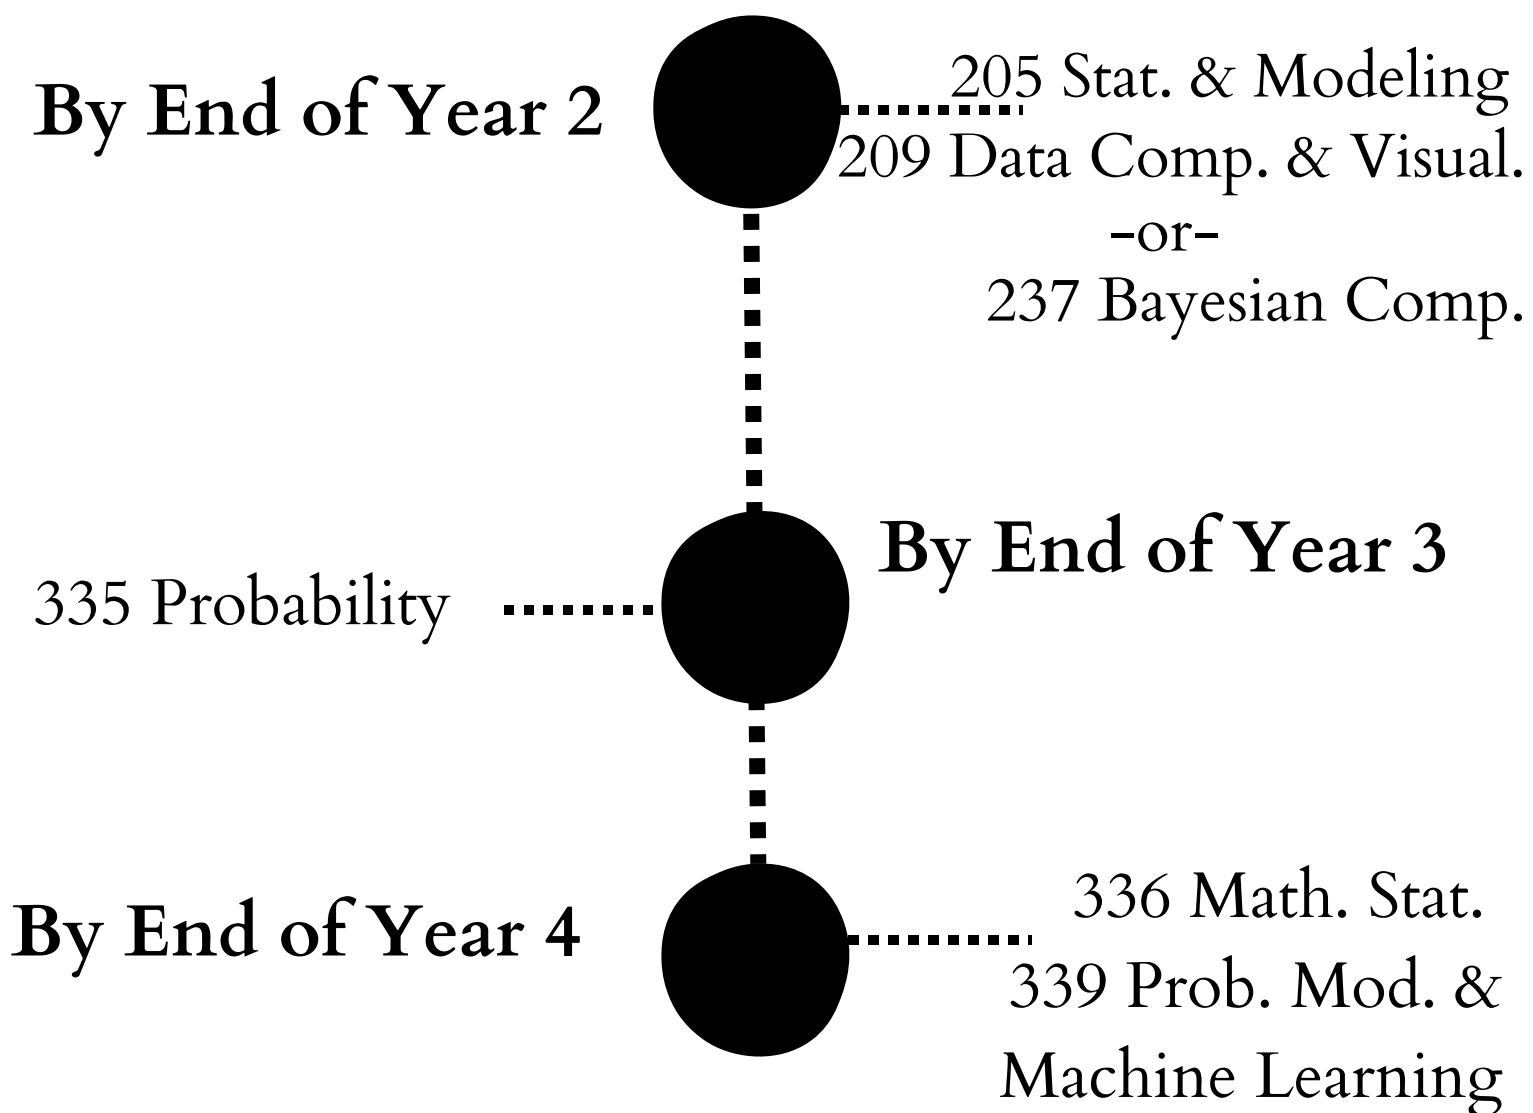 By End of Year 2
205 Stat. & Modeling
209 Data Comp. & Visual.
-or-
237 Bayesian Comp.
By End of Year 3
335 Probability
By End of Year 4
336 Math. Stat.
339 Prob. Mod. &
Machine Learning